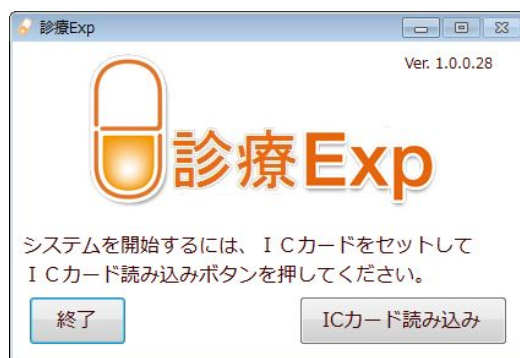 診療Exp
Ver. 1.0.0.28
診療Exp
システムを開始するには、ＩＣカードをセットして
ＩＣカード読み込みボタンを押してください。
終了
ICカード読み込み